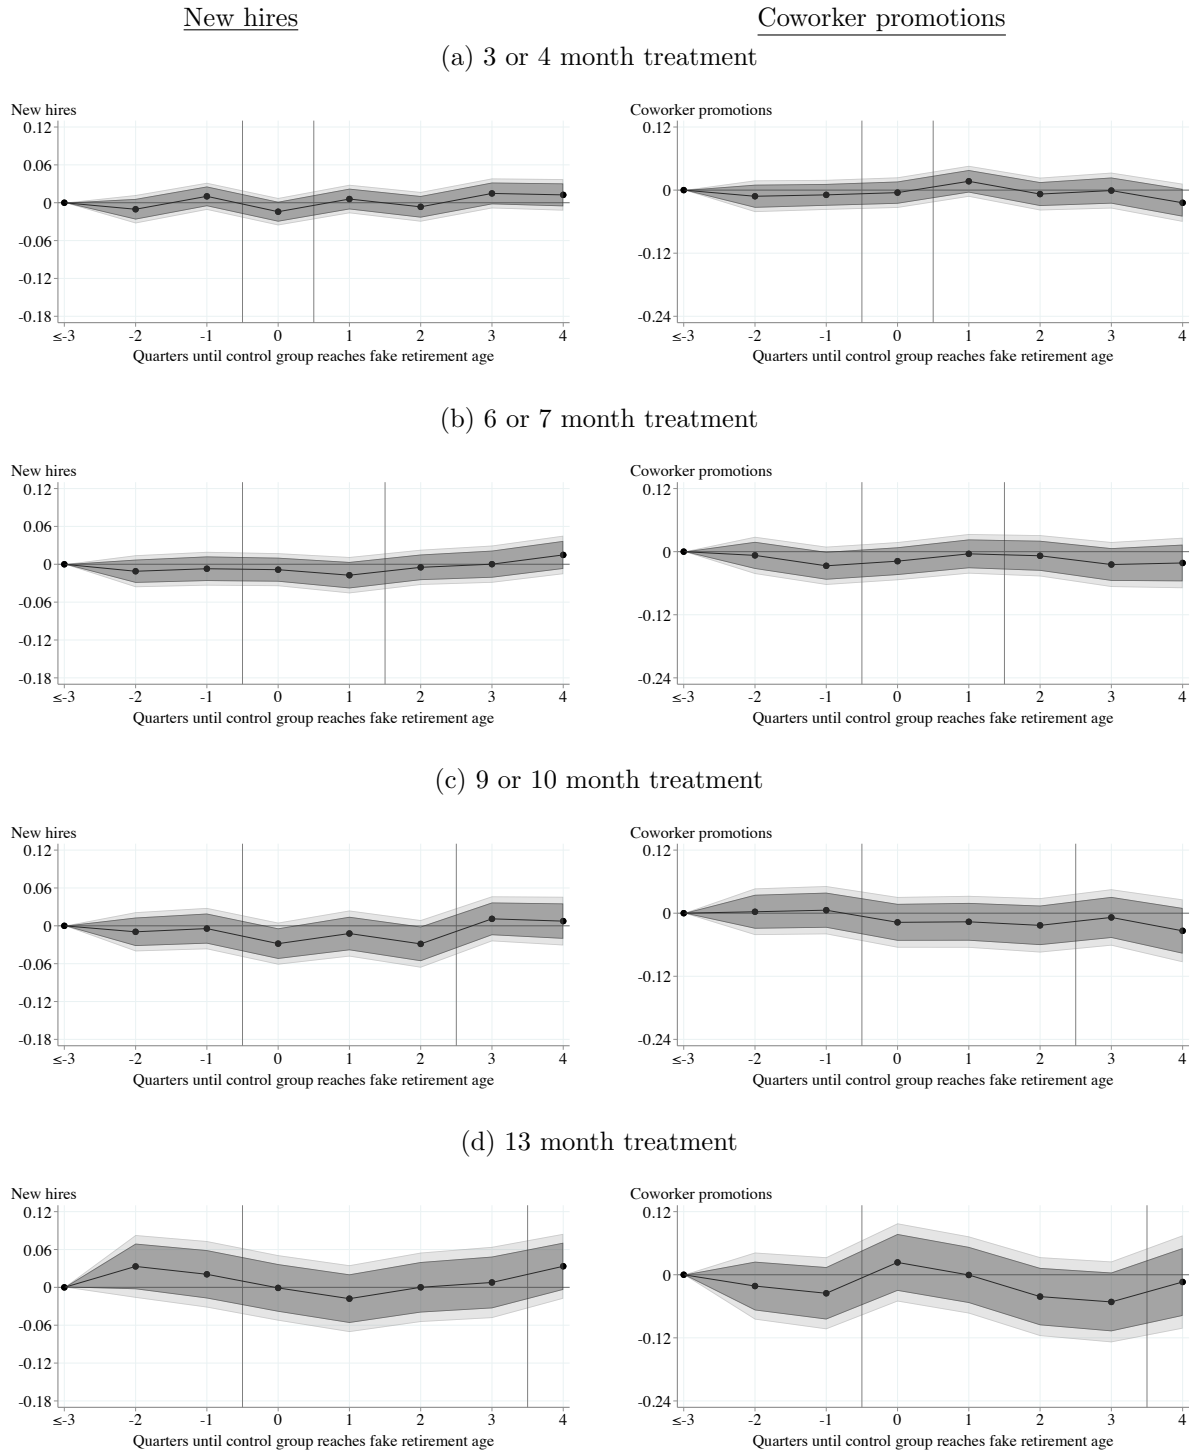 New hires Coworker promotions
(a) 3 or 4 month treatment
New hires
0.12
0.06
0
-0.06
-0.12
-0.18
≤-3 -2 -1 0 1 2 3 4
Quarters until control group reaches fake retirement age
Coworker promotions
0.12
0
-0.12
-0.24
≤-3 -2 -1 0 1 2 3 4
Quarters until control group reaches fake retirement age
(b) 6 or 7 month treatment
New hires
0.12
0.06
0
-0.06
-0.12
-0.18
≤-3 -2 -1 0 1 2 3 4
Quarters until control group reaches fake retirement age
Coworker promotions
0.12
0
-0.12
-0.24
≤-3 -2 -1 0 1 2 3 4
Quarters until control group reaches fake retirement age
(c) 9 or 10 month treatment
New hires
0.12
0.06
0
-0.06
-0.12
-0.18
≤-3 -2 -1 0 1 2 3 4
Quarters until control group reaches fake retirement age
Coworker promotions
0.12
0
-0.12
-0.24
≤-3 -2 -1 0 1 2 3 4
Quarters until control group reaches fake retirement age
(d) 13 month treatment
New hires
0.12
0.06
0
-0.06
-0.12
-0.18
≤-3 -2 -1 0 1 2 3 4
Quarters until control group reaches fake retirement age
Coworker promotions
0.12
0
-0.12
-0.24
≤-3 -2 -1 0 1 2 3 4
Quarters until control group reaches fake retirement age